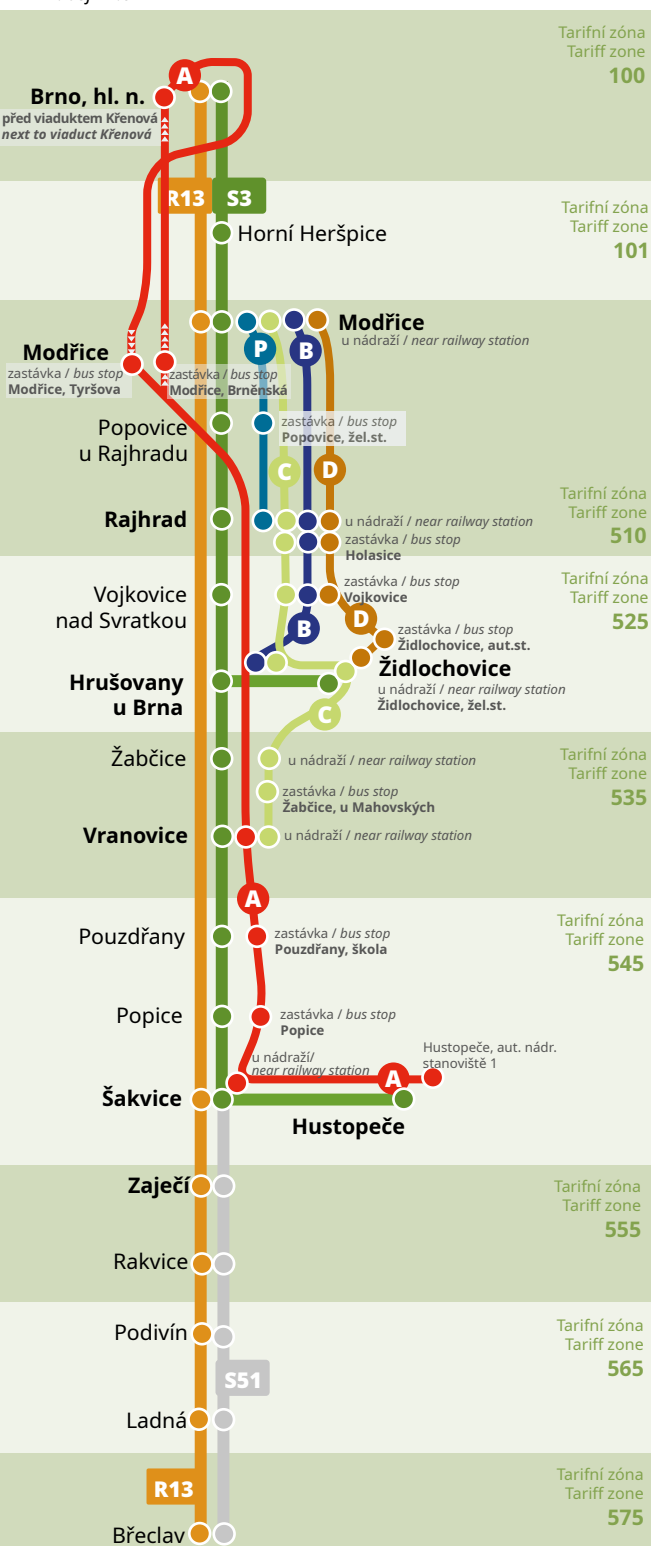 Tarifní zóna
Tariff zone
100
A
Brno, hl. n.
před viaduktem Křenová
next to viaduct Křenová
R13
S3
Tarifní zóna
Tariff zone
101
Horní Heršpice
Modřice
u nádraží / near railway station
P
B
Modřice
zastávka / bus stop
Modřice, Tyršova
zastávka / bus stop
Modřice, Brněnská
Popovice
u Rajhradu
zastávka / bus stop
Popovice, žel.st.
C
D
Tarifní zóna
Tariff zone
510
Rajhrad
u nádraží / near railway station
zastávka / bus stop
Holasice
Tarifní zóna
Tariff zone
525
Vojkovice
nad Svratkou
zastávka / bus stop
Vojkovice
D
B
zastávka / bus stop
Židlochovice, aut.st.
Židlochovice
u nádraží / near railway station
Židlochovice, žel.st.
Hrušovany
u Brna
C
Tarifní zóna
Tariff zone
535
Žabčice
u nádraží / near railway station
zastávka / bus stop
Žabčice, u Mahovských
Vranovice
u nádraží / near railway station
A
Tarifní zóna
Tariff zone
545
Pouzdřany
zastávka / bus stop
Pouzdřany, škola
Popice
zastávka / bus stop
Popice
u nádraží/
near railway station
Hustopeče, aut. nádr.
stanoviště 1
A
Šakvice
Hustopeče
Tarifní zóna
Tariff zone
555
Zaječí
Rakvice
Tarifní zóna
Tariff zone
565
Podivín
S51
Ladná
Tarifní zóna
Tariff zone
575
R13
Břeclav